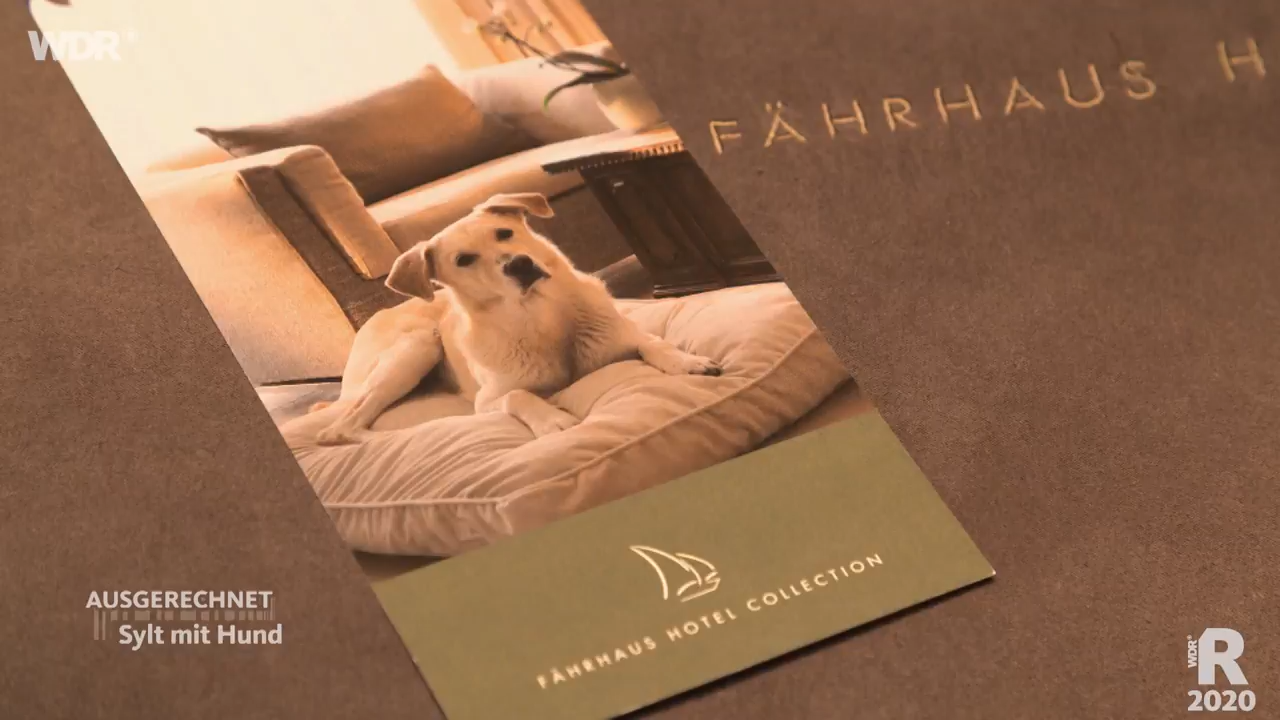 WDR
FÄHRHAUS H
FÄHRHAUS HOTEL COLLECTION
AUSGERECHNET
Sylt mit Hund
WDR R
2020